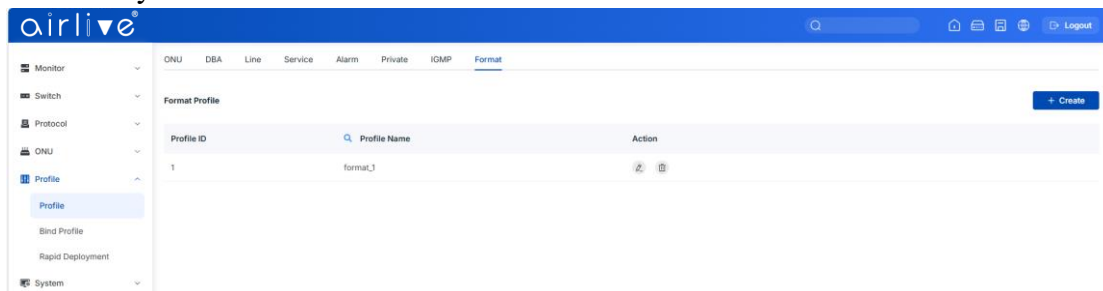 airlive®
Logout
Monitor
Switch
Protocol
ONU
Profile
Profile
Bind Profile
Rapid Deployment
System
ONU DBA Line Service Alarm Private IGMP Format
Format Profile
+ Create
Profile ID Profile Name Action
1 format_1